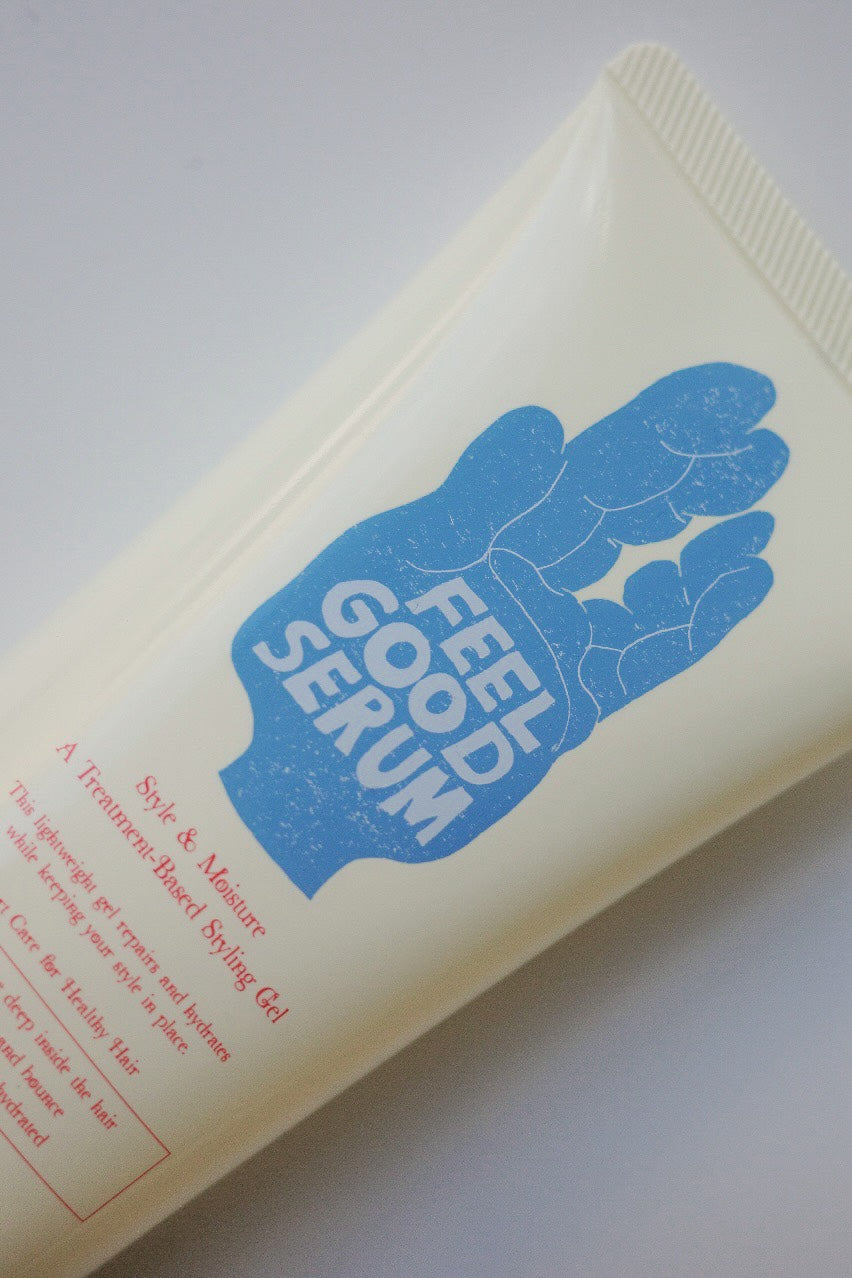 FEEL
GOOD
SERUM
Style & Moisture
A Treatment-Based Styling Gel
This lightweight gel repairs and hydrates
while keeping your style in place.
Care for Healthy Hair
deep inside the hair
and bounce
hydrated